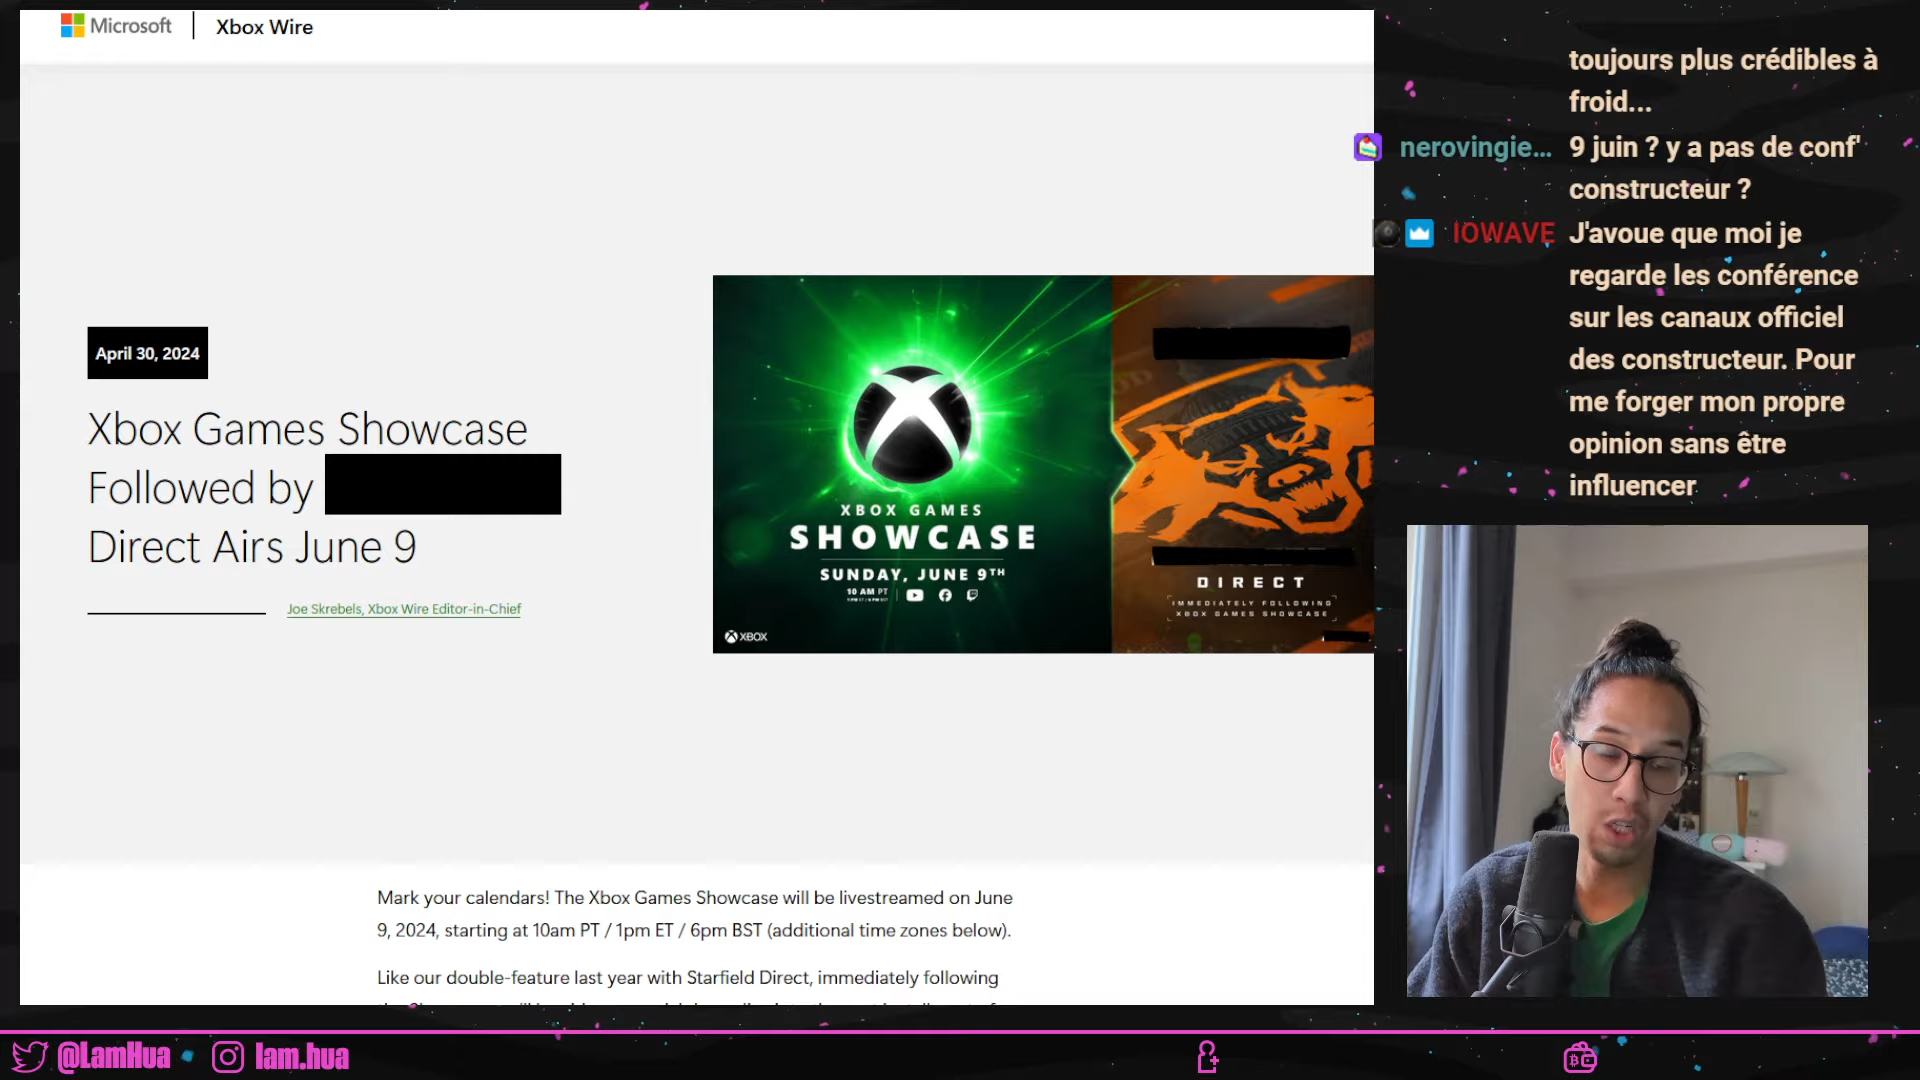 Microsoft | Xbox Wire
April 30, 2024
Xbox Games Showcase
Followed by
Direct Airs June 9
Joe Skrebels, Xbox Wire Editor-in-Chief
XBOX GAMES
SHOWCASE
SUNDAY, JUNE 9TH
10 AM PT
XBOX
DIRECT
IMMEDIATELY FOLLOWING
XBOX GAMES SHOWCASE
Mark your calendars! The Xbox Games Showcase will be livestreamed on June
9, 2024, starting at 10am PT / 1pm ET / 6pm BST (additional time zones below).
Like our double-feature last year with Starfield Direct, immediately following
toujours plus crédibles à
froid...
nerovingie... 9 juin ? y a pas de conf'
constructeur ?
IOWAVE J'avoue que moi je
regarde les conférence
sur les canaux officiel
des constructeur. Pour
me forger mon propre
opinion sans être
influencer
@LamHua lam.hua